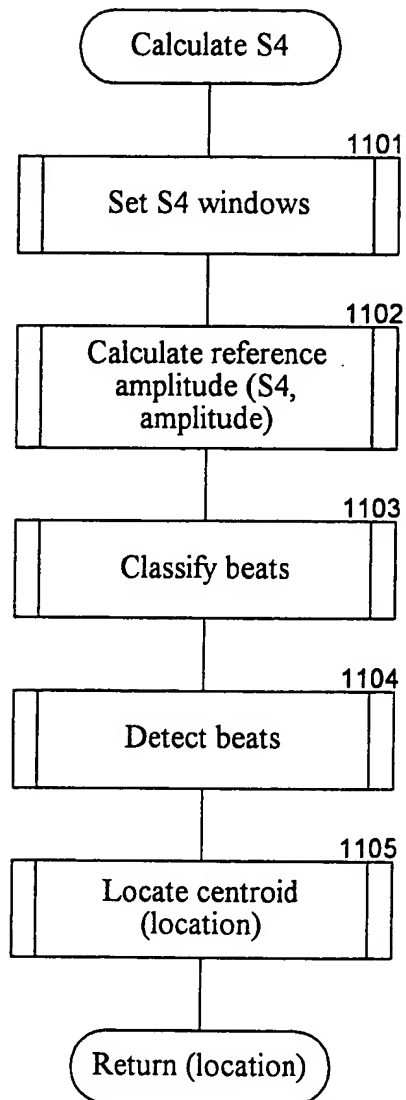 Calculate S4
1101
Set S4 windows
1102
Calculate reference
amplitude (S4,
amplitude)
1103
Classify beats
1104
Detect beats
1105
Locate centroid
(location)
Return (location)